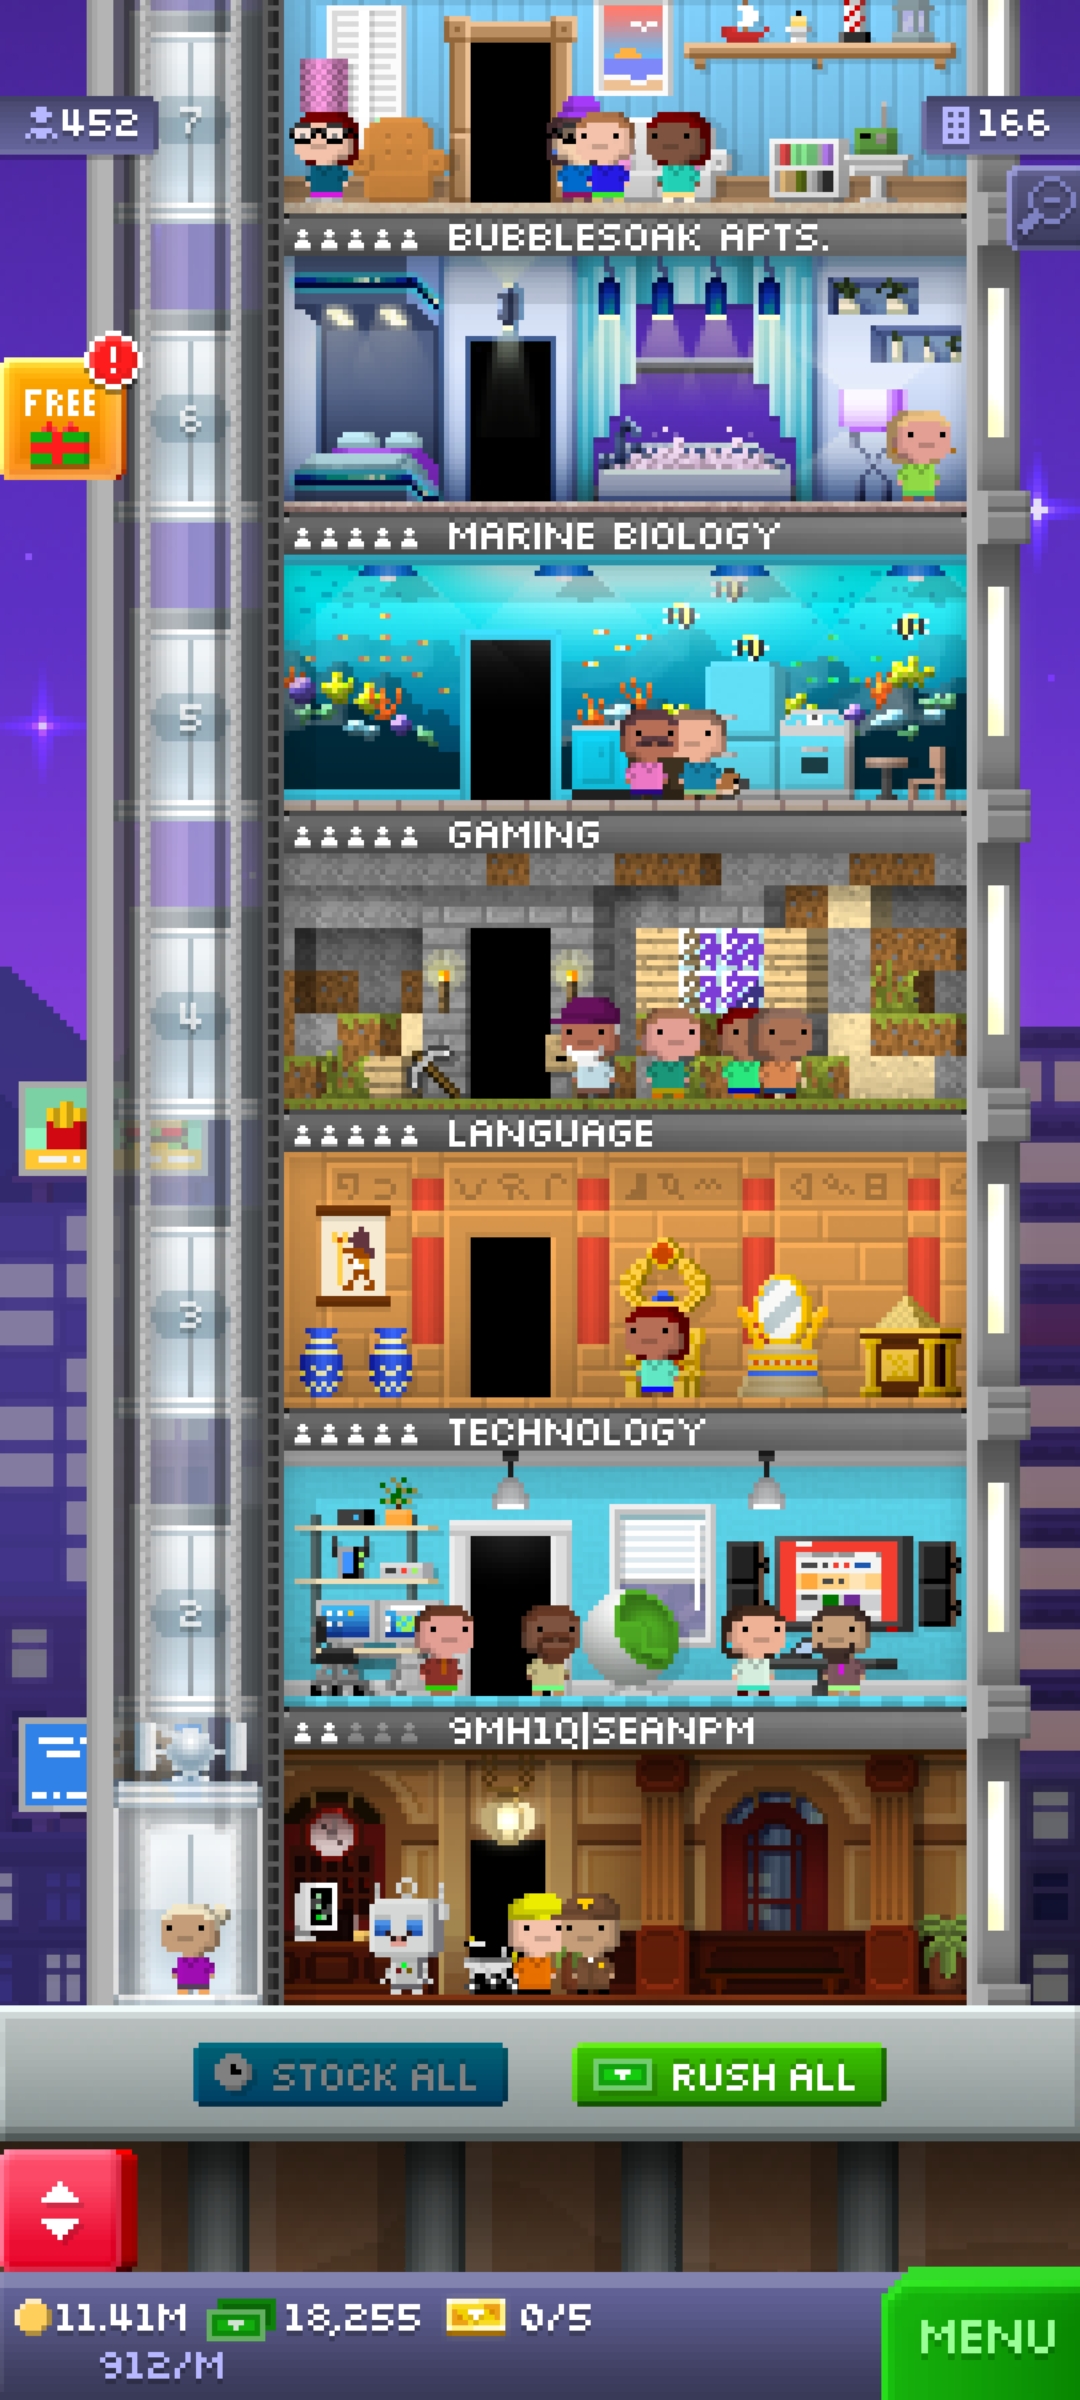 452
7
166
BUBBLESOAK APTS.
FREE
!
6
MARINE BIOLOGY
5
GAMING
4
LANGUAGE
3
TECHNOLOGY
2
9MH1Q|SEANPM
STOCK ALL
RUSH ALL
11.41M 18,255 0/5
912/M
MENU